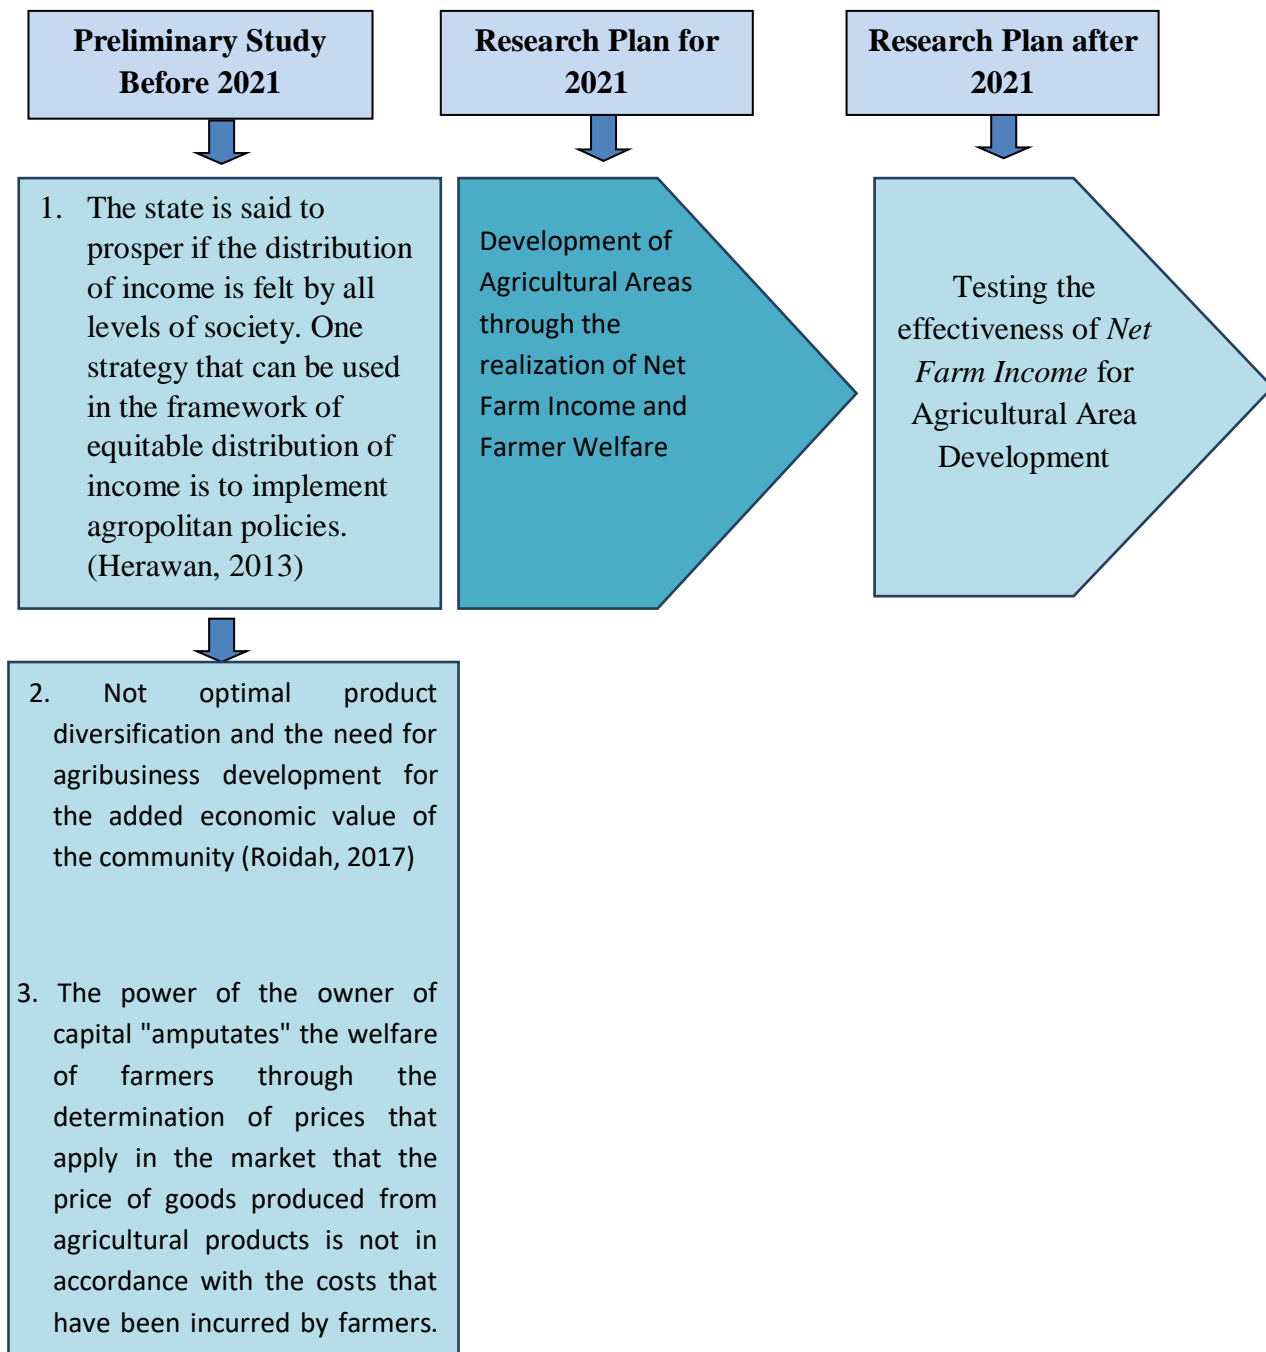 Preliminary Study
Before 2021
Research Plan for
2021
Research Plan after
2021
1. The state is said to
prosper if the distribution
of income is felt by all
levels of society. One
strategy that can be used
in the framework of
equitable distribution of
income is to implement
agropolitan policies.
(Herawan, 2013)
Development of
Agricultural Areas
through the
realization of Net
Farm Income and
Farmer Welfare
Testing the
effectiveness of Net
Farm Income for
Agricultural Area
Development
2. Not optimal product
diversification and the need for
agribusiness development for
the added economic value of
the community (Roidah, 2017)
3. The power of the owner of
capital "amputates" the welfare
of farmers through the
determination of prices that
apply in the market that the
price of goods produced from
agricultural products is not in
accordance with the costs that
have been incurred by farmers.